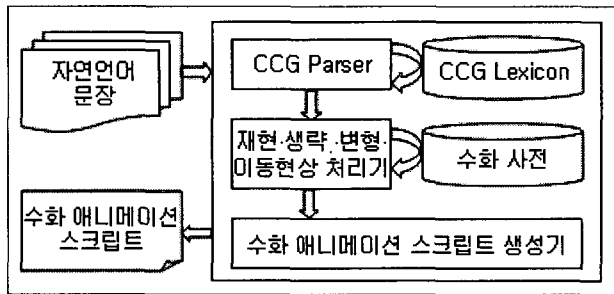 자연언어
문장
CCG Parser
CCG Lexicon
재현·생략·변형·
이동현상 처리기
수화 사전
수화 애니메이션
스크립트
수화 애니메이션 스크립트 생성기